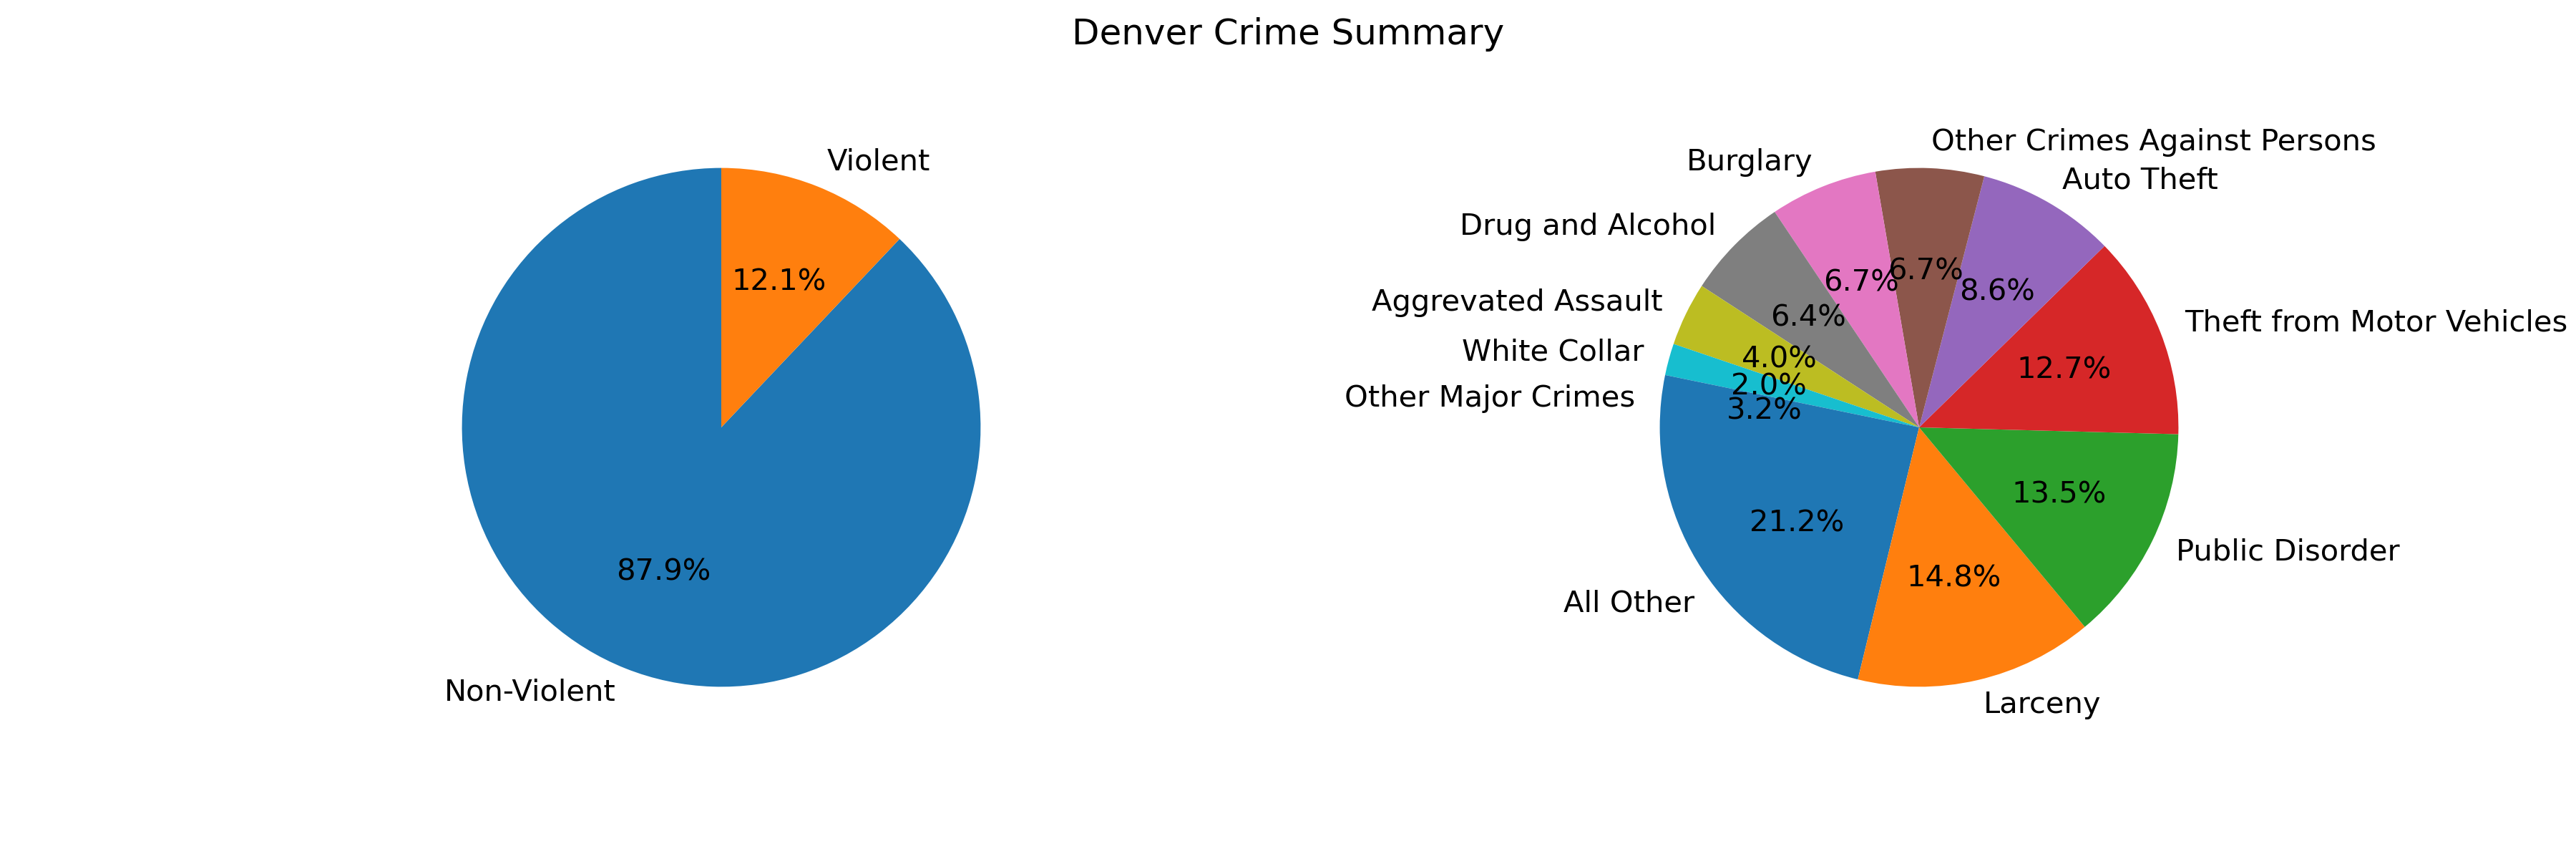 Denver Crime Summary
Violent
12.1%
87.9%
Non-Violent
Other Crimes Against Persons
Burglary
Auto Theft
Drug and Alcohol
6.7%
6.7%
8.6%
Aggrevated Assault
6.4%
Theft from Motor Vehicles
White Collar
4.0%
12.7%
2.0%
Other Major Crimes
3.2%
13.5%
21.2%
Public Disorder
14.8%
All Other
Larceny